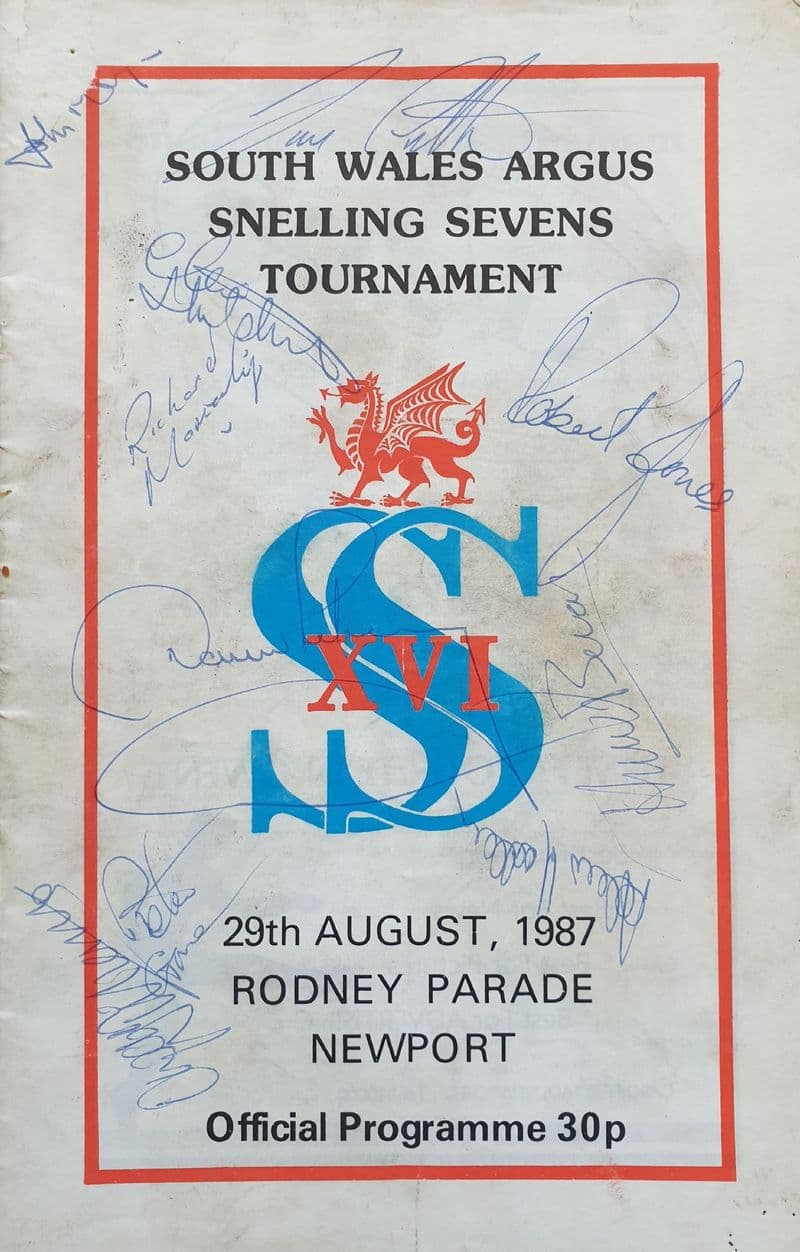 SOUTH WALES ARGUS
SNELLING SEVENS
TOURNAMENT
Richard
Moriarty
Robert Jones
SS
XVI
29th AUGUST, 1987
RODNEY PARADE
NEWPORT
Official Programme 30p